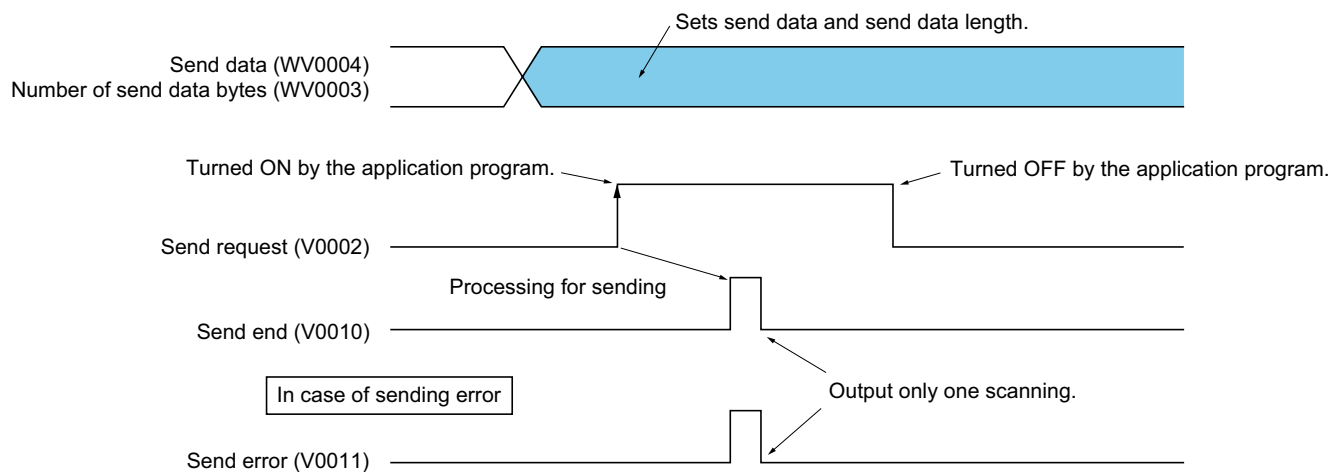 Sets send data and send data length.
Send data (WV0004)
Number of send data bytes (WV0003)
Turned ON by the application program.
Turned OFF by the application program.
Send request (V0002)
Processing for sending
Send end (V0010)
In case of sending error
Output only one scanning.
Send error (V0011)